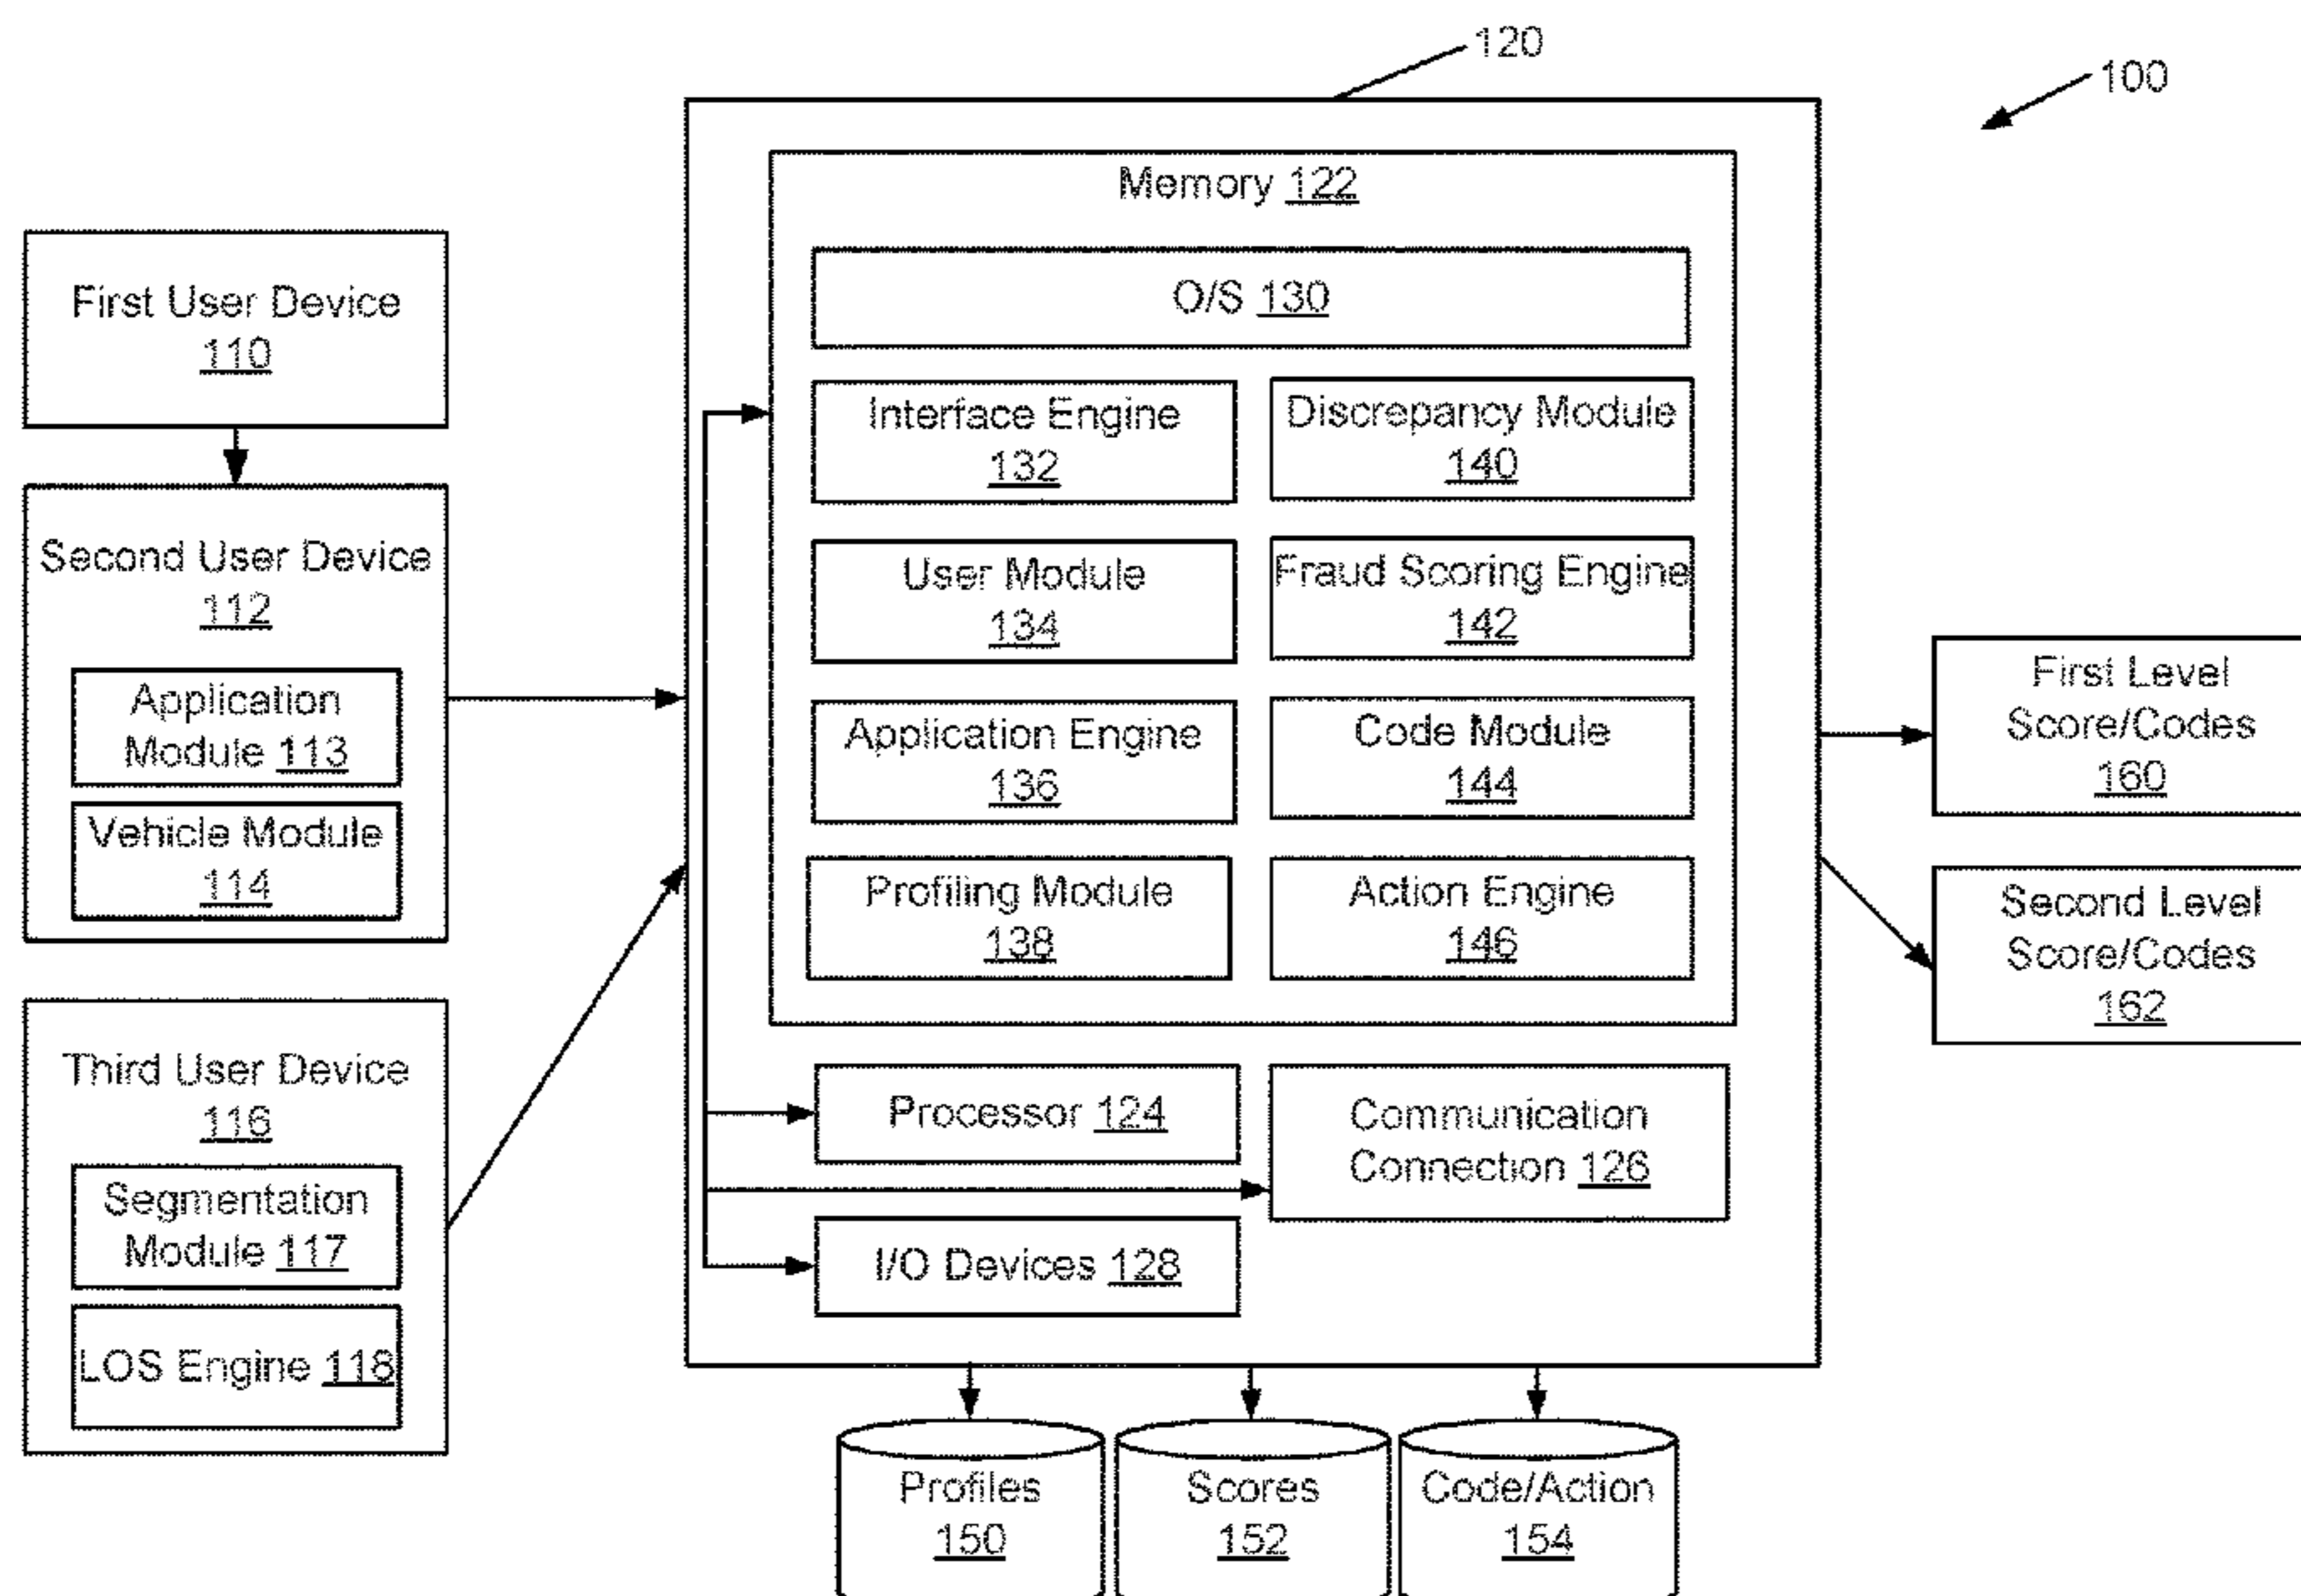 120
100
Memory 122
O/S 130
First User Device
110
Interface Engine
132
Discrepancy Module
140
Second User Device
112
Application
Module 113
Vehicle Module
114
User Module
134
Fraud Scoring Engine
142
Application Engine
136
Code Module
144
Profiling Module
138
Action Engine
146
First Level
Score/Codes
160
Second Level
Score/Codes
162
Third User Device
116
Segmentation
Module 117
LOS Engine 118
Processor 124
Communication
Connection 126
I/O Devices 128
Profiles
150
Scores
152
Code/Action
154